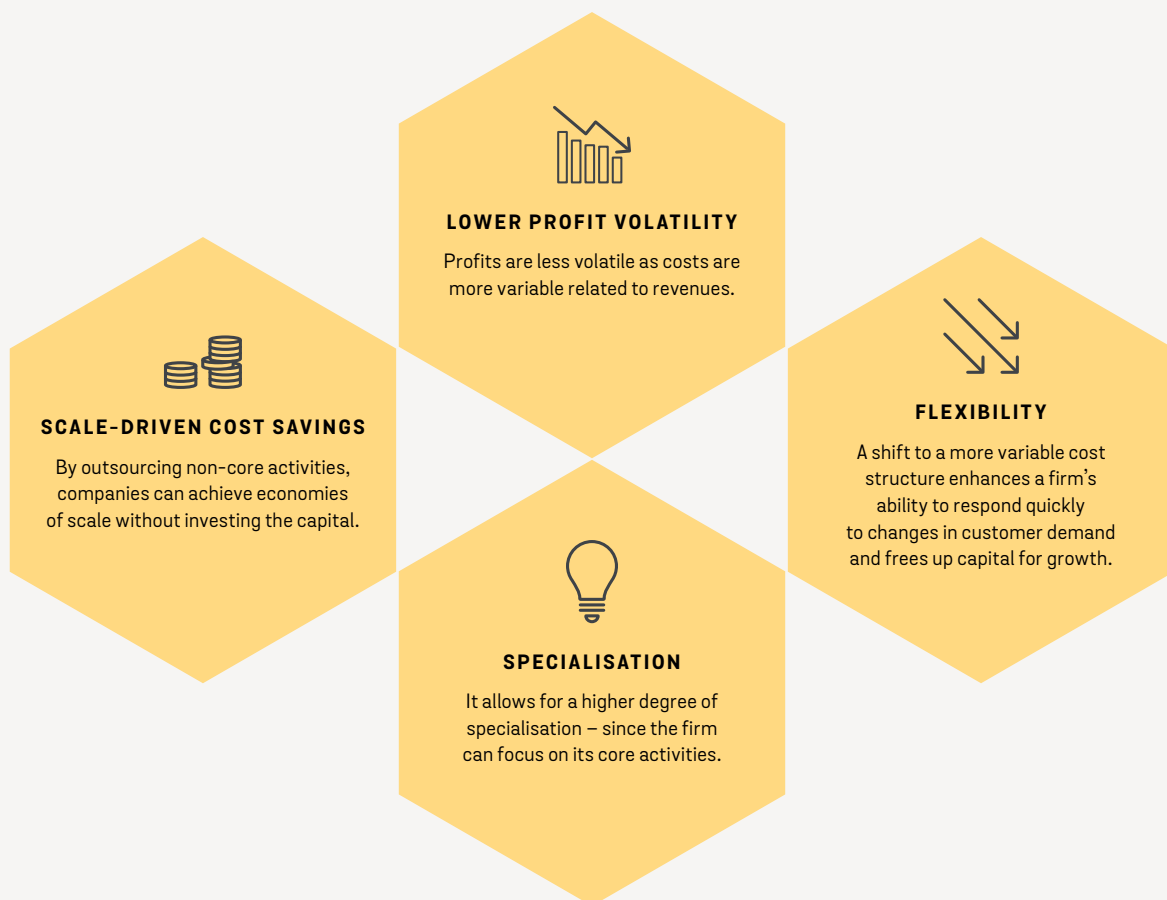 LOWER PROFIT VOLATILITY
Profits are less volatile as costs are
more variable related to revenues.
SCALE-DRIVEN COST SAVINGS
By outsourcing non-core activities,
companies can achieve economies
of scale without investing the capital.
FLEXIBILITY
A shift to a more variable cost
structure enhances a firm’s
ability to respond quickly
to changes in customer demand
and frees up capital for growth.
SPECIALISATION
It allows for a higher degree of
specialisation – since the firm
can focus on its core activities.